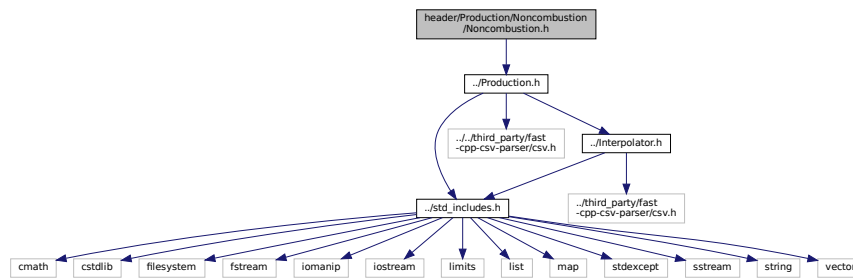 header/Production/Noncombustion
/Noncombustion.h
../Production.h
../../third_party/fast
-cpp-csv-parser/csv.h
../Interpolator.h
../third_party/fast
-cpp-csv-parser/csv.h
../std_includes.h
cmath
cstdlib
filesystem
fstream
iomanip
iostream
limits
list
map
stdexcept
sstream
string
vector